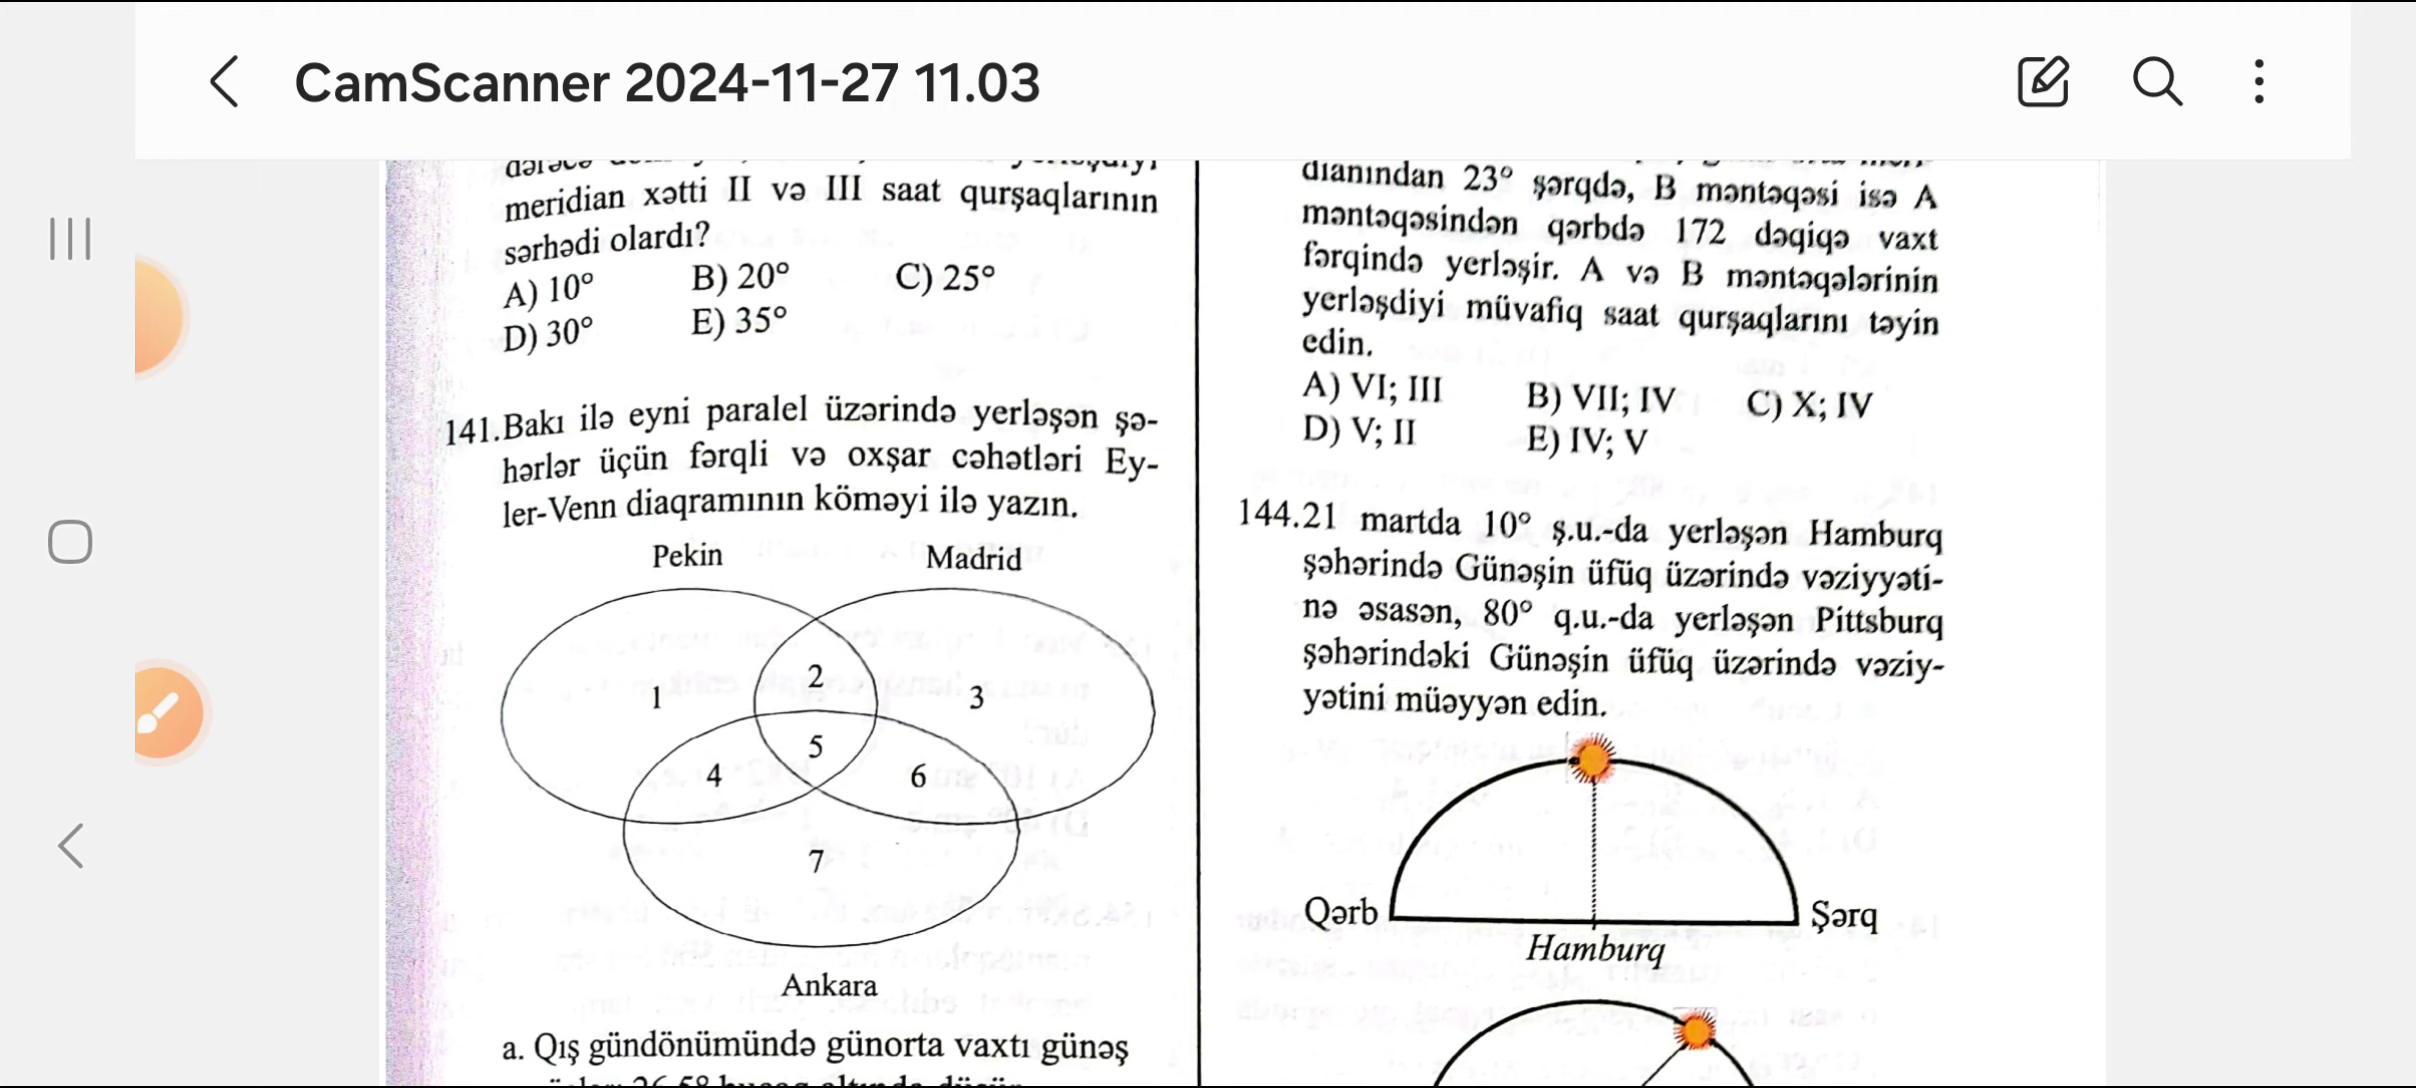 CamScanner 2024-11-27 11.03
meridian xətti II və III saat qurşaqlarının
sərhədi olardı?
A) 10° B) 20° C) 25°
D) 30° E) 35°
141.Bakı ilə eyni paralel üzərində yerləşən şə-
hərlər üçün fərqli və oxşar cəhətləri Ey-
ler-Venn diaqramının köməyi ilə yazın.
Pekin Madrid
1 2 3
4 5 6
7
Ankara
a. Qış gündönümündə günorta vaxtı günəş
dianından 23° şərqdə, B məntəqəsi isə A
məntəqəsindən qərbdə 172 dəqiqə vaxt
fərqində yerləşir. A və B məntəqələrinin
yerləşdiyi müvafiq saat qurşaqlarını təyin
edin.
A) VI; III B) VII; IV C) X; IV
D) V; II E) IV; V
144.21 martda 10° ş.u.-da yerləşən Hamburq
şəhərində Günəşin üfüq üzərində vəziyyəti-
nə əsasən, 80° q.u.-da yerləşən Pittsburq
şəhərindəki Günəşin üfüq üzərində vəziy-
yətini müəyyən edin.
Qərb Şərq
Hamburq